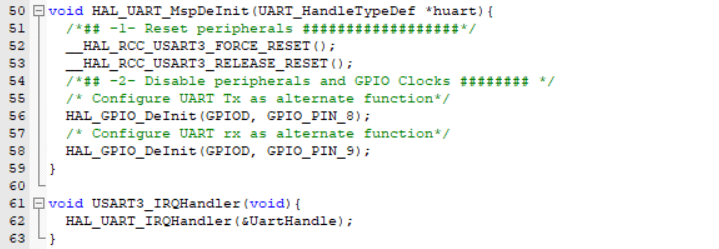 50 void HAL_UART_MspDeInit(UART_HandleTypeDef *huart){
51 /*## -1- Reset peripherals ##################*/
52 __HAL_RCC_USART3_FORCE_RESET();
53 __HAL_RCC_USART3_RELEASE_RESET();
54 /*## -2- Disable peripherals and GPIO Clocks ######## */
55 /* Configure UART Tx as alternate function*/
56 HAL_GPIO_DeInit(GPIOD, GPIO_PIN_8);
57 /* Configure UART rx as alternate function*/
58 HAL_GPIO_DeInit(GPIOD, GPIO_PIN_9);
59 }
60
61 void USART3_IRQHandler(void){
62 HAL_UART_IRQHandler(&UartHandle);
63 }